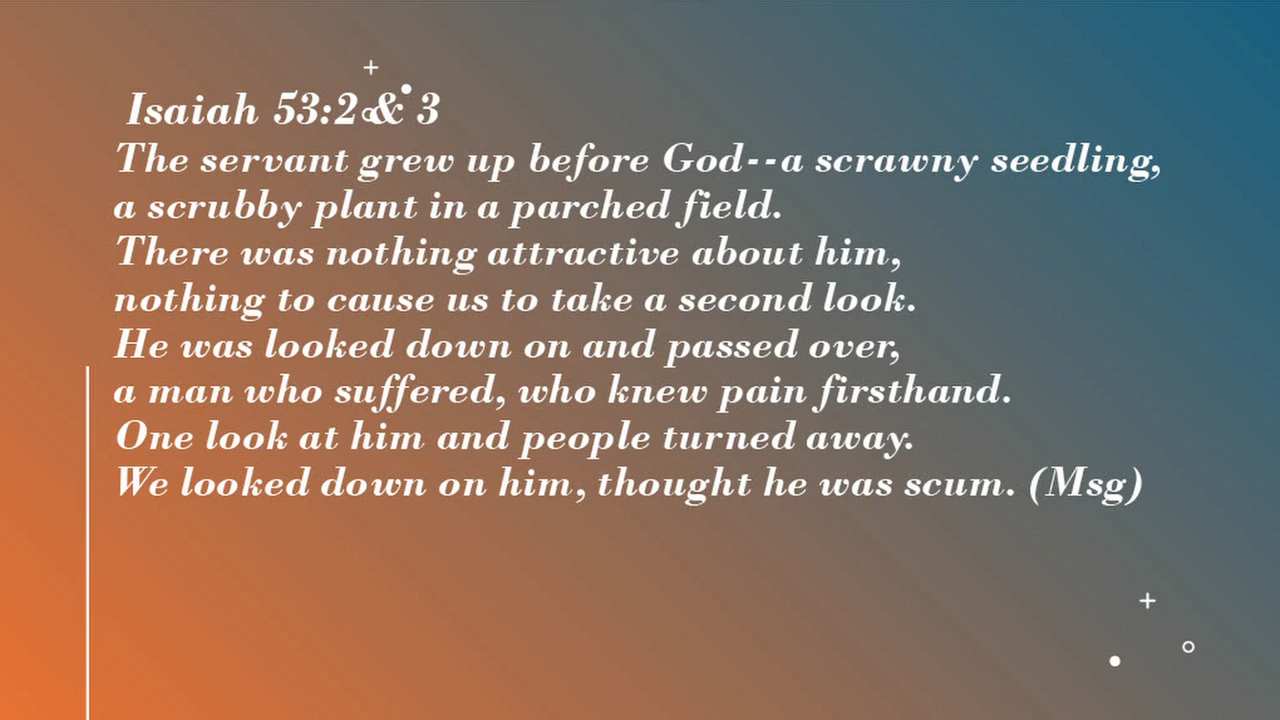 Isaiah 53:2 & 3
The servant grew up before God--a scrawny seedling,
a scrubby plant in a parched field.
There was nothing attractive about him,
nothing to cause us to take a second look.
He was looked down on and passed over,
a man who suffered, who knew pain firsthand.
One look at him and people turned away.
We looked down on him, thought he was scum. (Msg)